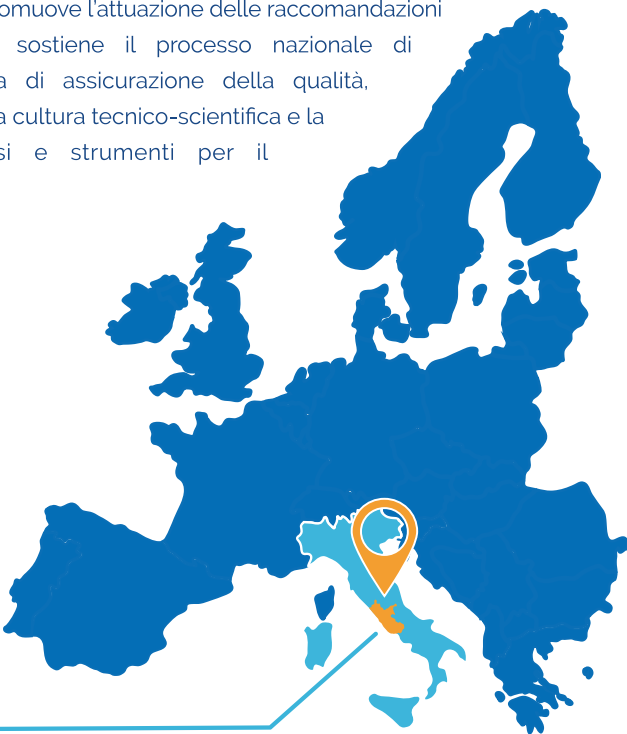 omuove l'attuazione delle raccomandazioni
sostiene il processo nazionale di
a di assicurazione della qualità,
a cultura tecnico-scientifica e la
si e strumenti per il